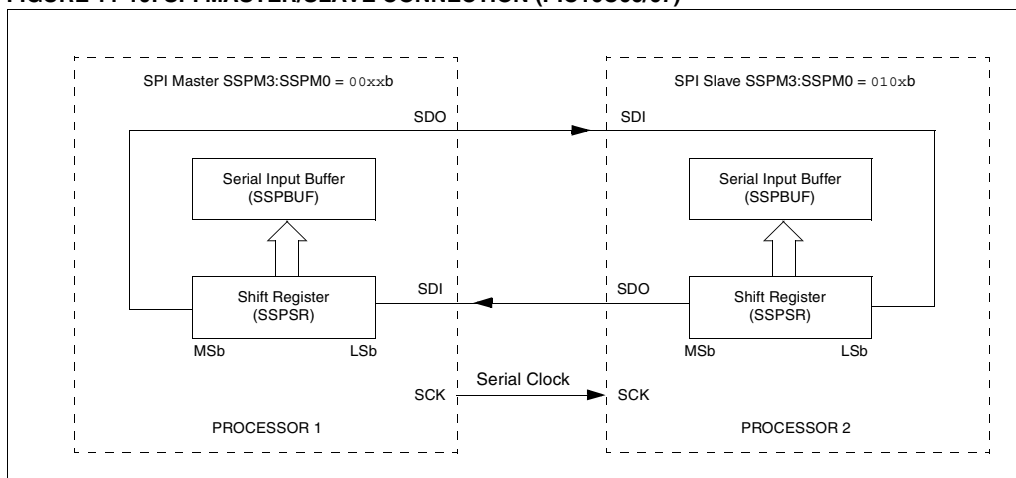 SPI Master SSPM3:SSPM0 = 00xxb
SPI Slave SSPM3:SSPM0 = 010xb
SDO
SDI
Serial Input Buffer
(SSPBUF)
Serial Input Buffer
(SSPBUF)
Shift Register
(SSPSR)
SDI
SDO
Shift Register
(SSPSR)
MSb
LSb
MSb
LSb
Serial Clock
SCK
SCK
PROCESSOR 1
PROCESSOR 2